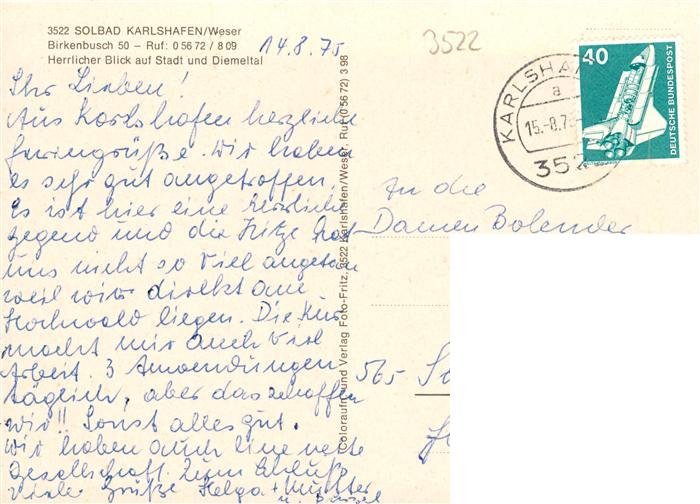 3522 SOLBAD KARLSHAFEN/Weser
Birkenbusch 50 – Ruf: 0 56 72 / 8 09
Herrlicher Blick auf Stadt und Diemeltal
14.8.75
Ihr Lieben!
Aus Karlshafen herzliche
Feriengrüße. Wir haben
es sehr gut angetroffen.
Es ist hier eine herrliche
Gegend und die Hitze hat
uns nicht so viel angetan
weil wir direkt am
Hochwald liegen. Die Kur
macht mir auch viel
Arbeit. 3 Anwendungen
täglich, aber das schaffen
wir!! Sonst alles gut.
Wir haben auch eine nette
Gesellschaft. Zum Schluß
viele Grüße Helga + Mutter
u.
Coloraufn. und Verlag Foto-Fritz, 3522 Karlshafen/Weser, Ruf (0 56 72) 3 98
3522
KARLSHA
a
15.-8.75
352
40
DEUTSCHE BUNDESPOST
An die
Damen Bolender
565